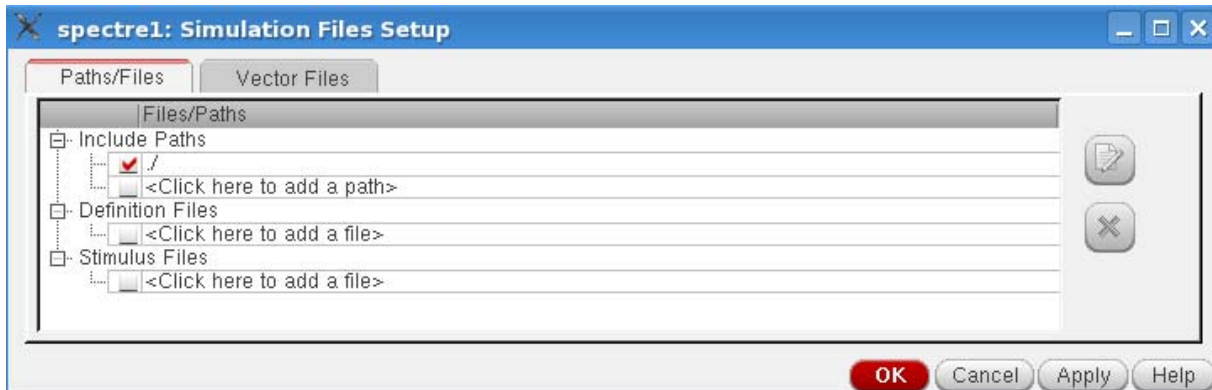 spectre1: Simulation Files Setup
Paths/Files Vector Files
Files/Paths
Include Paths
./
<Click here to add a path>
Definition Files
<Click here to add a file>
Stimulus Files
<Click here to add a file>
OK Cancel Apply Help